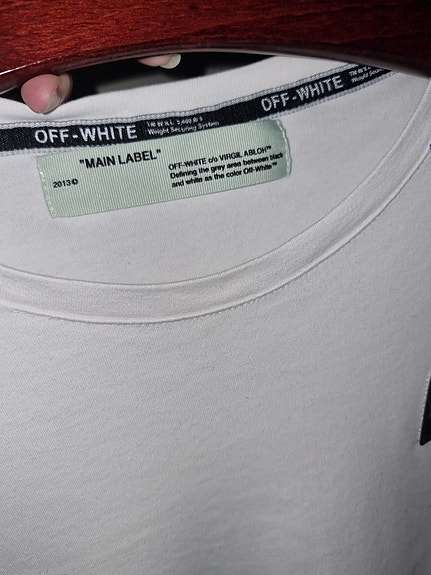 OFF-WHITE
Weight Securing System
OFF-WHITE
"MAIN LABEL"
2013©
OFF-WHITE c/o VIRGIL ABLOH™
Defining the grey area between black
and white as the color Off-White™